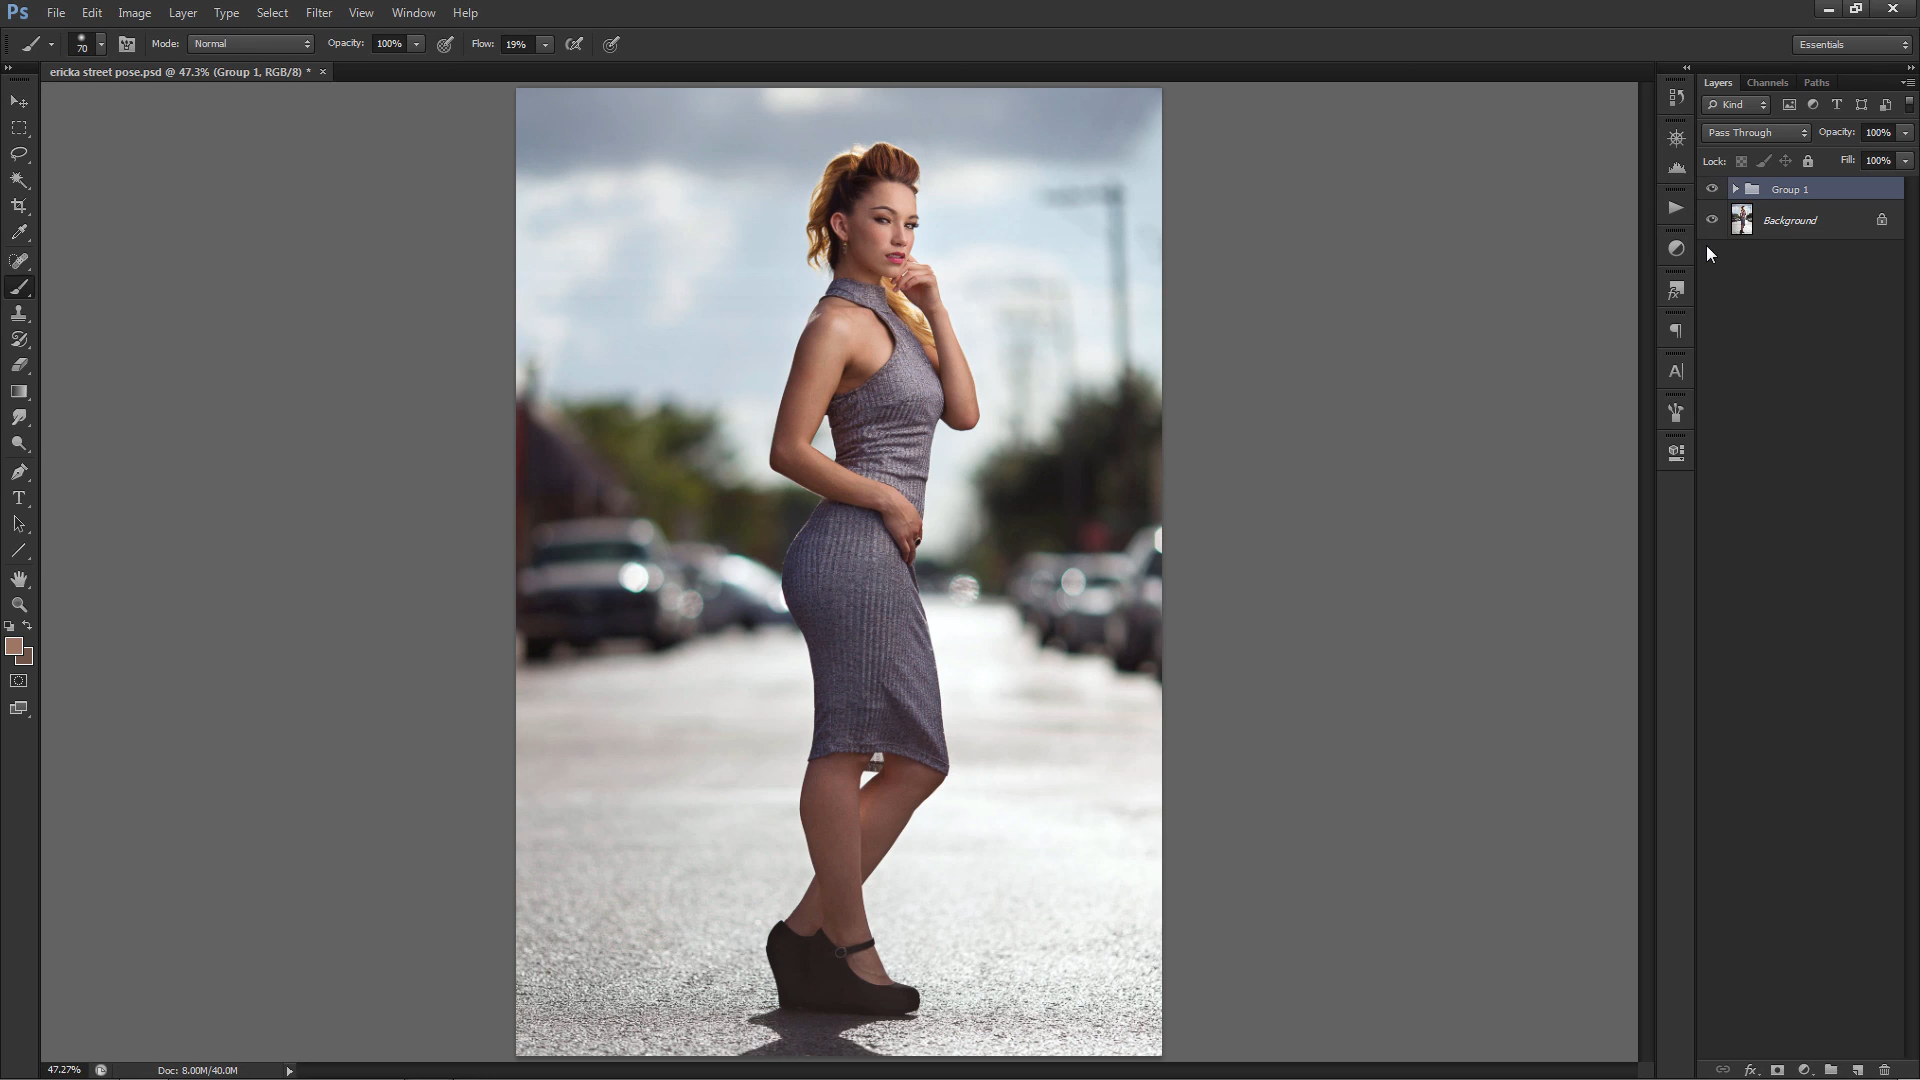 Ps File Edit Image Layer Type Select Filter View Window Help
70 Mode: Normal Opacity: 100% Flow: 19% Essentials
ericka street pose.psd @ 47.3% (Group 1, RGB/8) * ×
Layers Channels Paths
Kind
Pass Through Opacity: 100%
Lock: Fill: 100%
Group 1
Background
47.27% Doc: 8.00M/40.0M